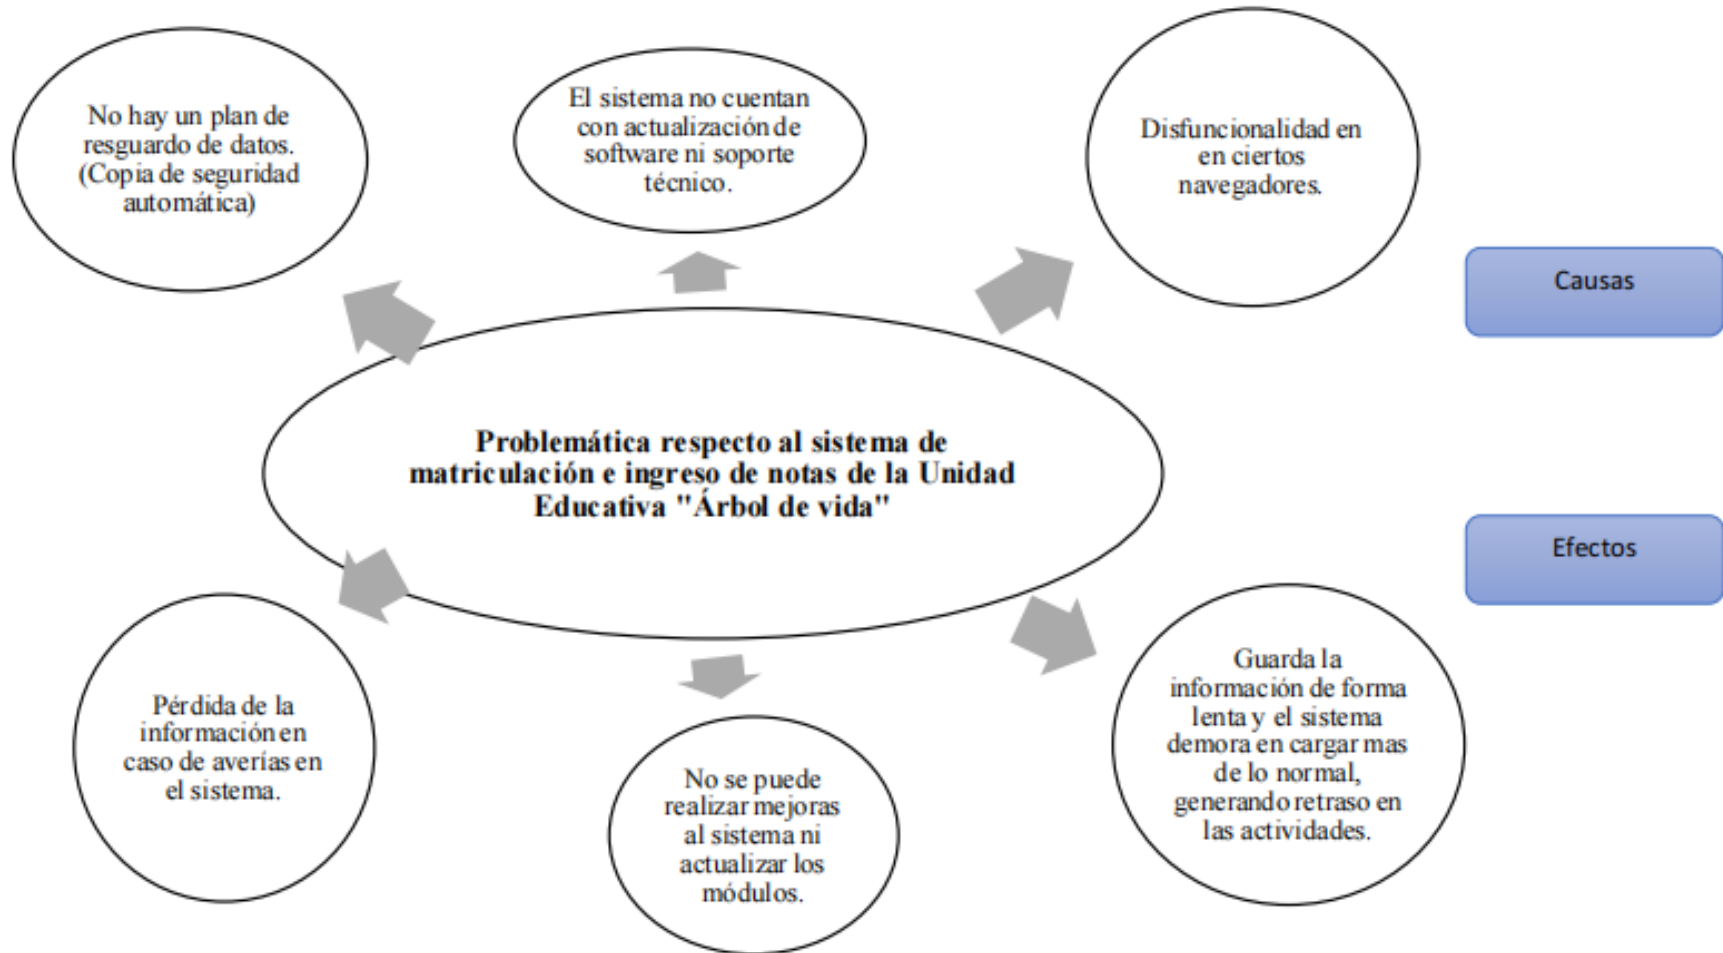 No hay un plan de
resguardo de datos.
(Copia de seguridad
automática)
El sistema no cuentan
con actualización de
software ni soporte
técnico.
Disfuncionalidad en
en ciertos
navegadores.
Causas
Problemática respecto al sistema de
matriculación e ingreso de notas de la Unidad
Educativa "Árbol de vida"
Efectos
Pérdida de la
información en
caso de averías en
el sistema.
No se puede
realizar mejoras
al sistema ni
actualizar los
módulos.
Guarda la
información de forma
lenta y el sistema
demora en cargar mas
de lo normal,
generando retraso en
las actividades.